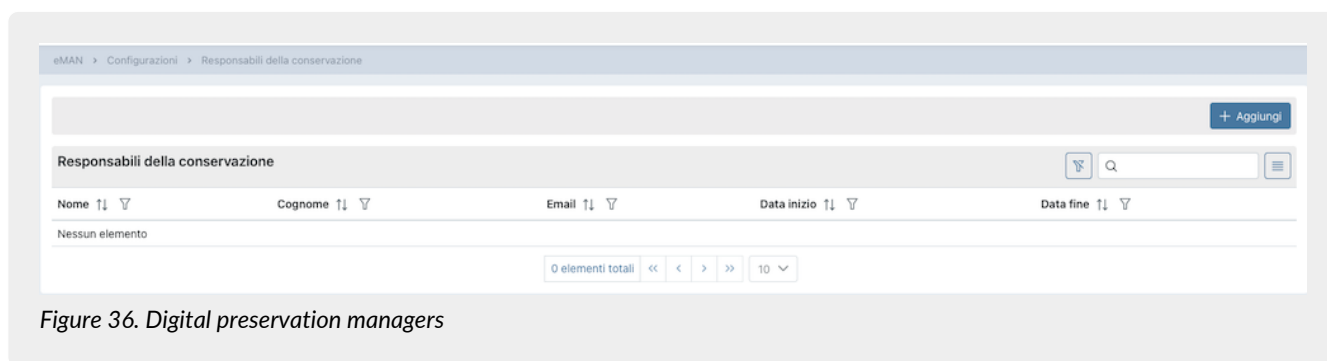 eMAN › Configurazioni › Responsabili della conservazione
+ Aggiungi
Responsabili della conservazione
Nome Cognome Email Data inizio Data fine
Nessun elemento
0 elementi totali « ‹ › » 10
Figure 36. Digital preservation managers